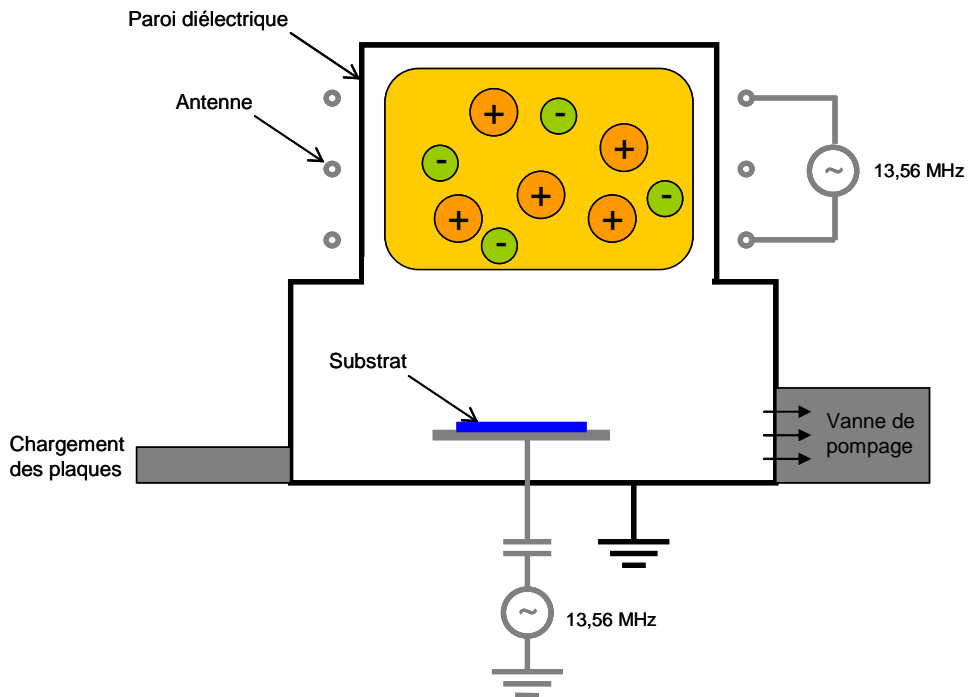 Paroi diélectrique
Antenne
+
-
+
-
+
+
+
-
-
~
13,56 MHz
Substrat
Chargement
des plaques
Vanne de
pompage
~
13,56 MHz